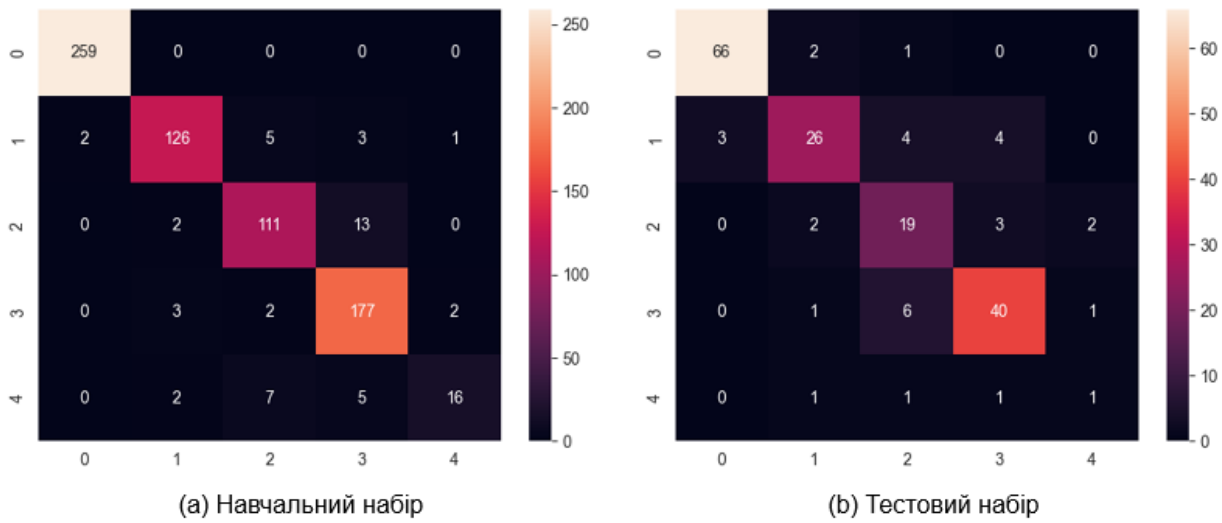 0 259 0 0 0 0
1 2 126 5 3 1
2 0 2 111 13 0
3 0 3 2 177 2
4 0 2 7 5 16
0 1 2 3 4
250
200
150
100
50
0
(a) Навчальний набір
0 66 2 1 0 0
1 3 26 4 4 0
2 0 2 19 3 2
3 0 1 6 40 1
4 0 1 1 1 1
0 1 2 3 4
60
50
40
30
20
10
0
(b) Тестовий набір